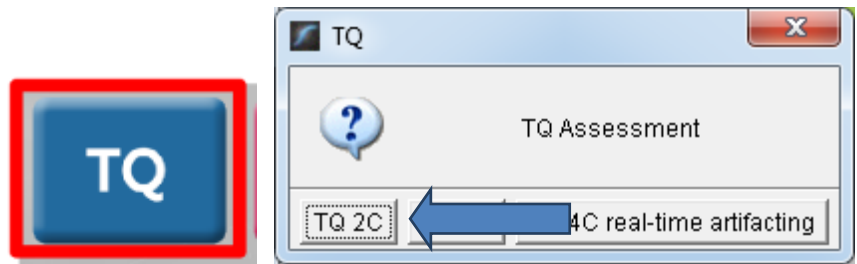 TQ
TQ
TQ Assessment
TQ 2C
4C real-time artifacting